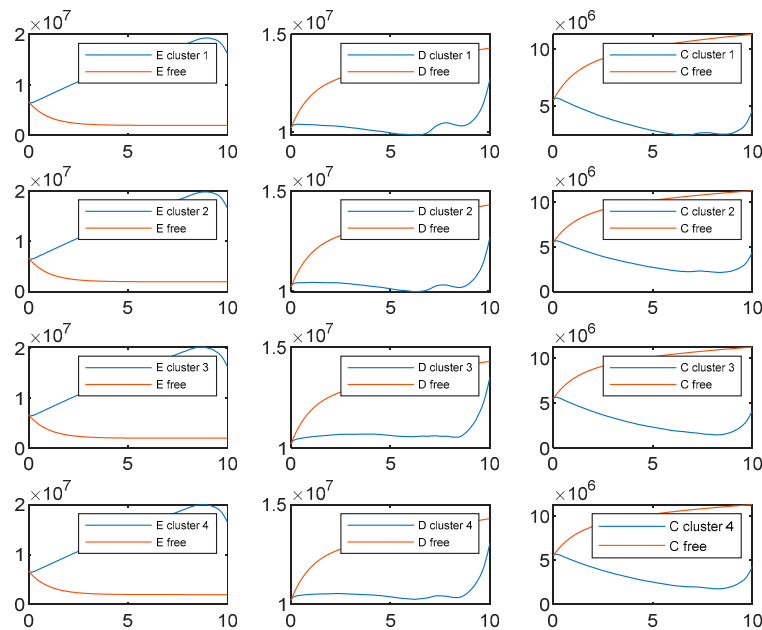 ×10^7 ×10^7 ×10^6
2 1.5 10
E cluster 1 D cluster 1 C cluster 1
E free D free C free
1 5
0 1
0 5 10 0 5 10 0 5 10
×10^7 ×10^7 ×10^6
2 1.5 10
E cluster 2 D cluster 2 C cluster 2
E free D free C free
1 5
0 1 0
0 5 10 0 5 10 0 5 10
×10^7 ×10^7 ×10^6
2 1.5 10
E cluster 3 D cluster 3 C cluster 3
E free D free C free
1 5
0 1 0
0 5 10 0 5 10 0 5 10
×10^7 ×10^7 ×10^6
2 1.5 10
E cluster 4 D cluster 4 C cluster 4
E free D free C free
1 5
0 1 0
0 5 10 0 5 10 0 5 10